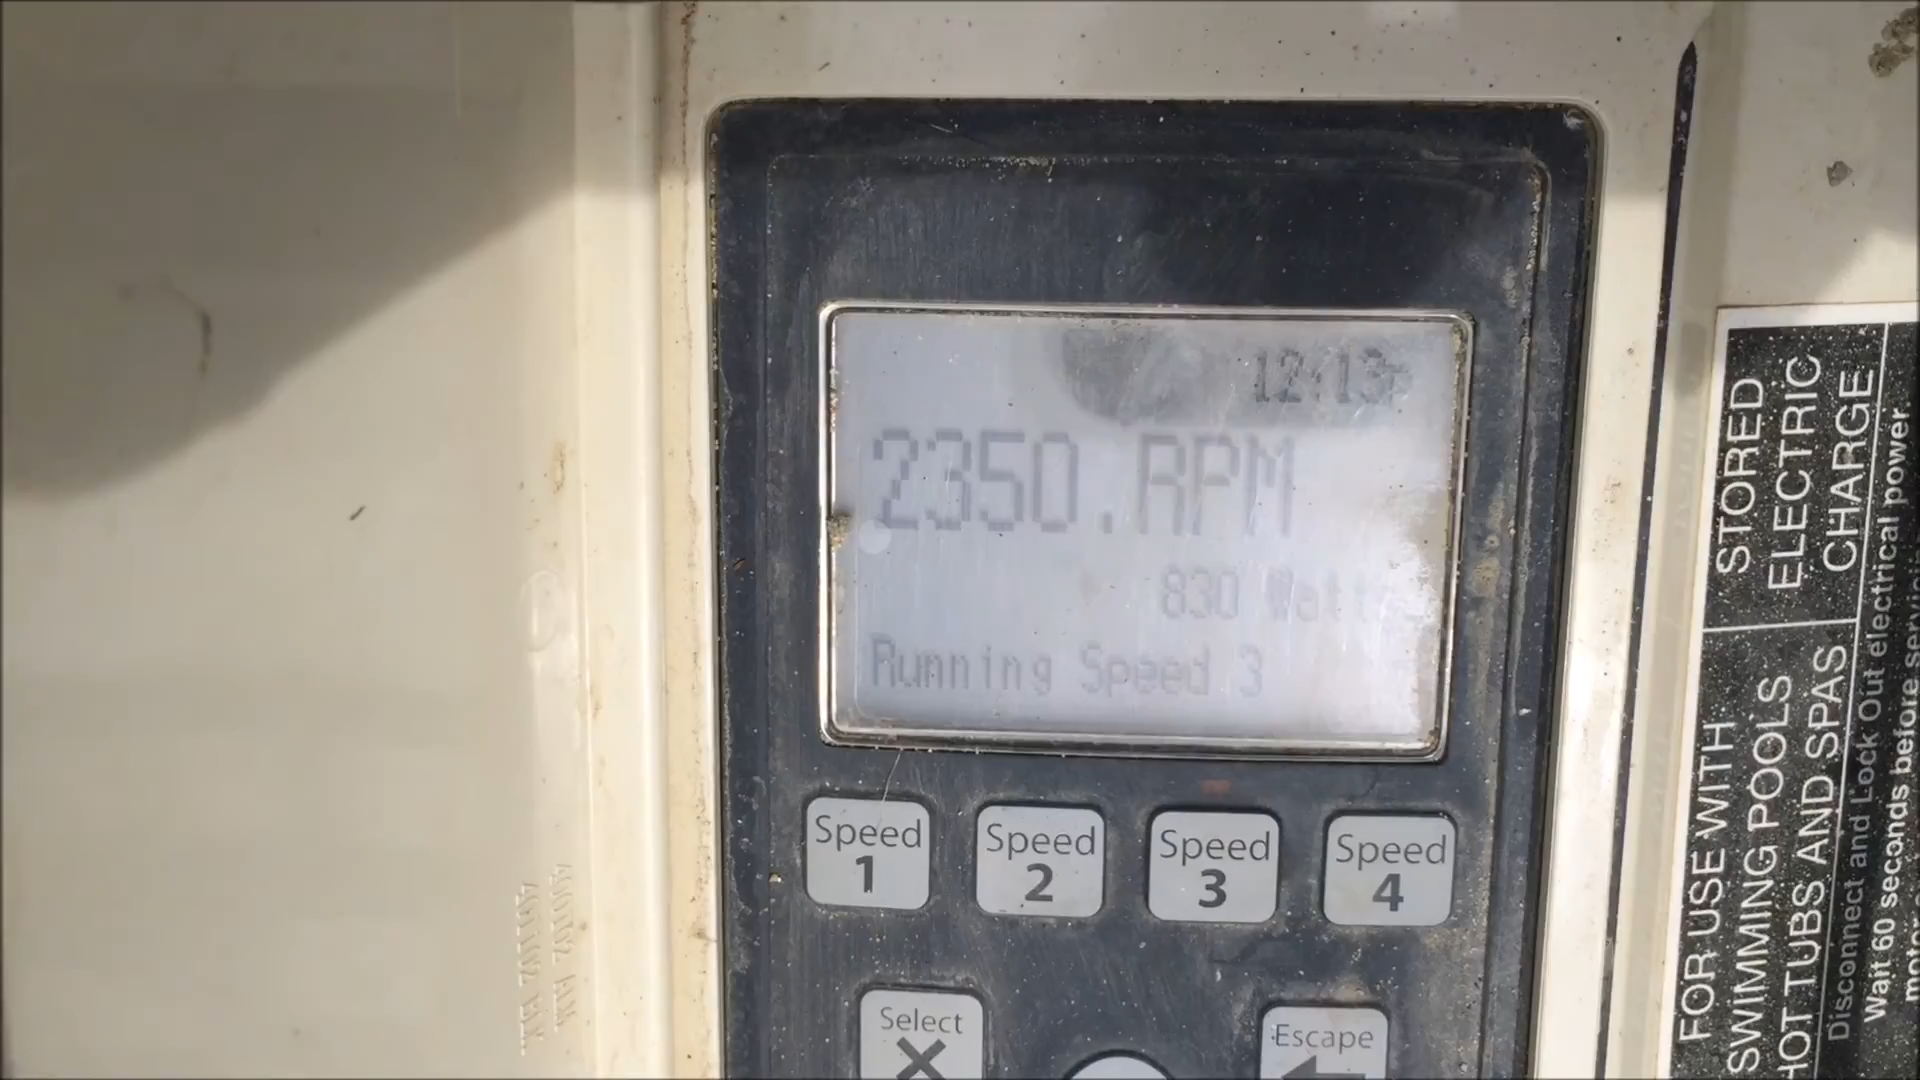 12:13p
2350.RPM
830 Watts
Running Speed 3
Speed
1
Speed
2
Speed
3
Speed
4
Select
Escape
STORED
ELECTRIC
CHARGE
FOR USE WITH
SWIMMING POOLS
HOT TUBS AND SPAS
Disconnect and Lock Out electrical power.
Wait 60 seconds before servicing